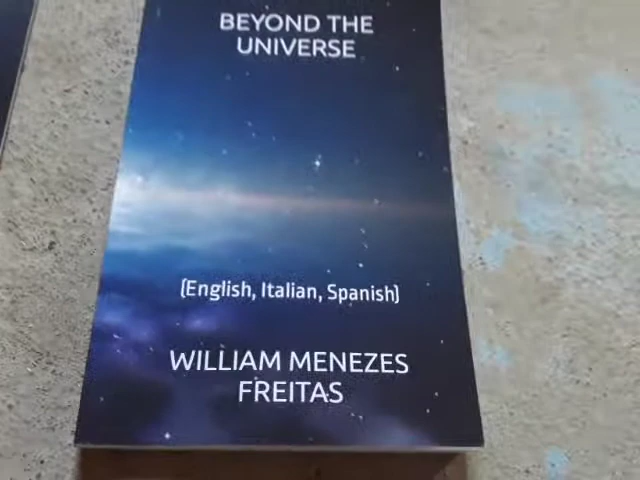 BEYOND THE
UNIVERSE
(English, Italian, Spanish)
WILLIAM MENEZES
FREITAS